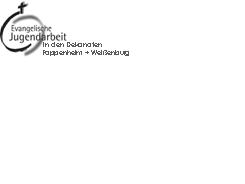 Evangelische
Jugendarbeit
in den Dekanaten
Pappenheim + Weißenburg